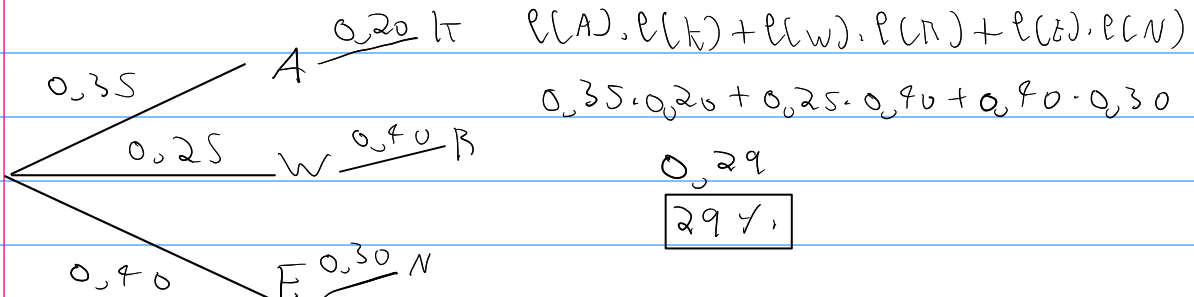 0,20 K
P(A).P(K)+P(W).P(R)+P(E).P(N)
0,35 A
0,35.0,20+0,25.0,40+0,40.0,30
0,25 W 0,40 R
0,29
29%
0,40 E 0,30 N